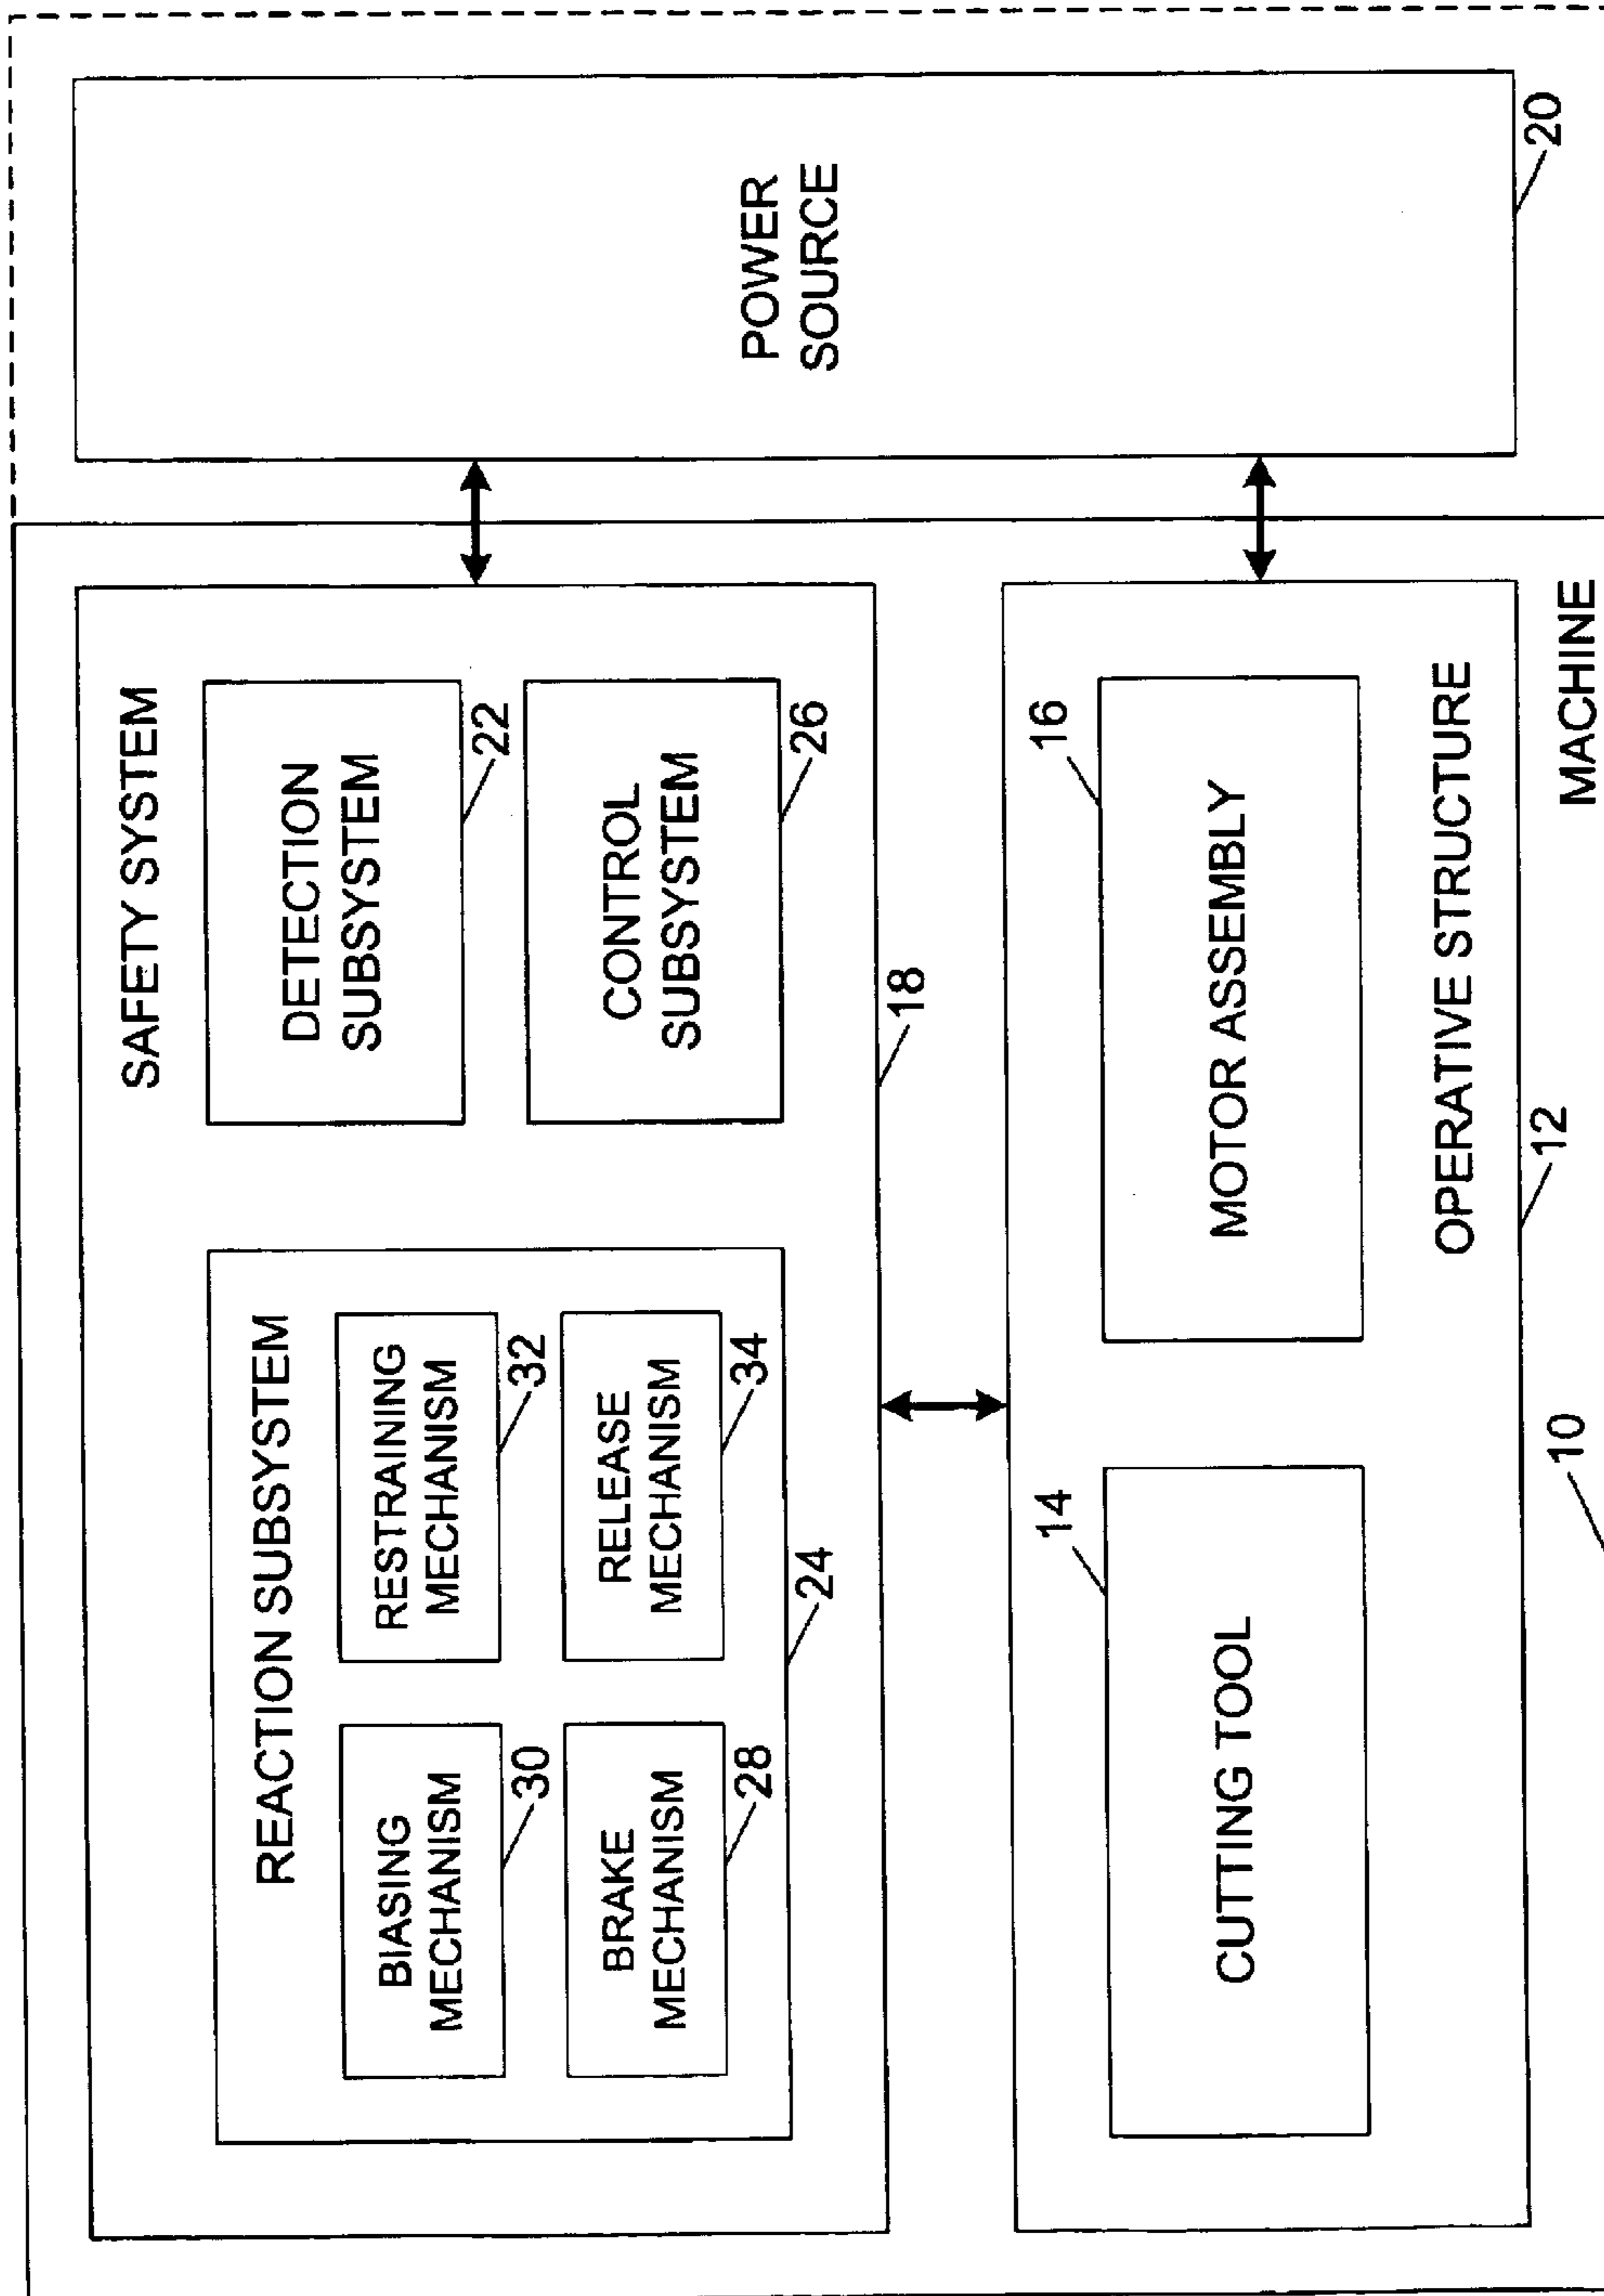 SAFETY SYSTEM
REACTION SUBSYSTEM
BIASING
MECHANISM
30
RESTRAINING
MECHANISM
32
BRAKE
MECHANISM
28
RELEASE
MECHANISM
34
24
DETECTION
SUBSYSTEM
22
CONTROL
SUBSYSTEM
26
18
POWER
SOURCE
20
14
CUTTING TOOL
16
MOTOR ASSEMBLY
OPERATIVE STRUCTURE
12
10
MACHINE